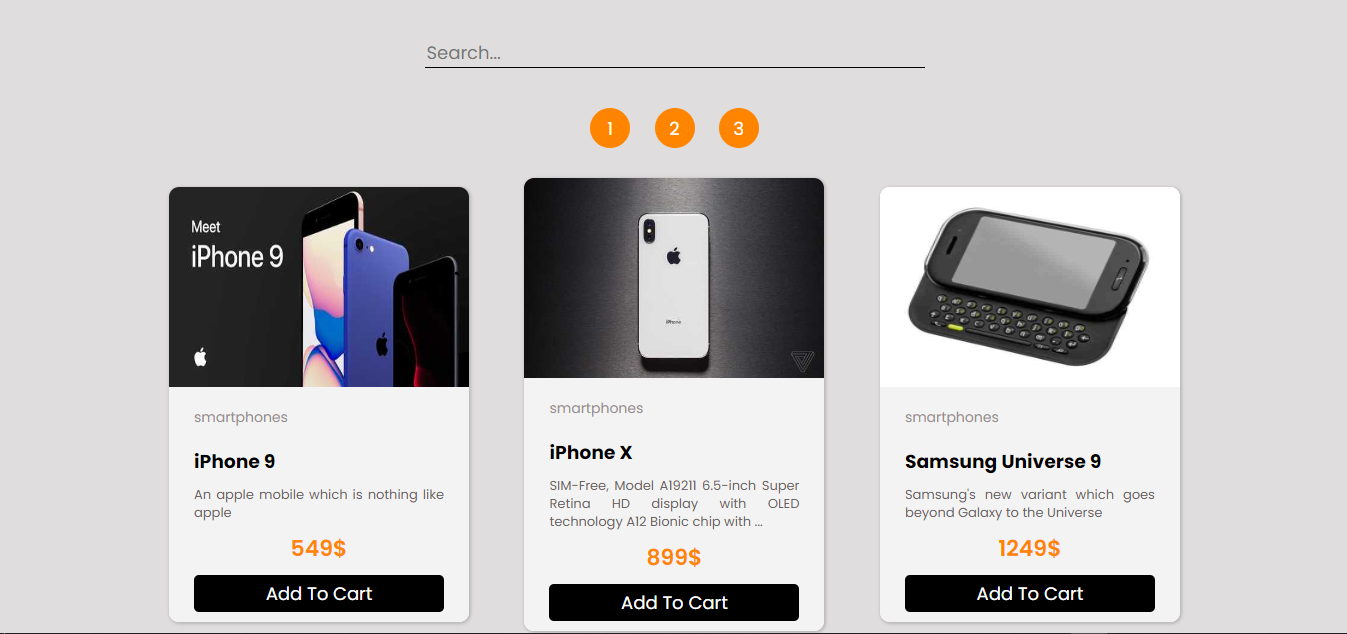 Search...
1 2 3
Meet
iPhone 9
smartphones
iPhone 9
An apple mobile which is nothing like
apple
549$
Add To Cart
iPhone
smartphones
iPhone X
SIM-Free, Model A19211 6.5-inch Super
Retina HD display with OLED
technology A12 Bionic chip with ...
899$
Add To Cart
smartphones
Samsung Universe 9
Samsung's new variant which goes
beyond Galaxy to the Universe
1249$
Add To Cart